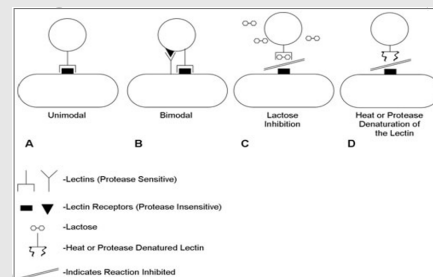 Unimodal
Bimodal
Lactose
Inhibition
Heat or Protease
Denaturation of
the Lectin
A
B
C
D
-Lectins (Protease Sensitive)
-Lectin Receptors (Protease Insensitive)
-Lactose
-Heat or Protease Denatured Lectin
-Indicates Reaction Inhibited